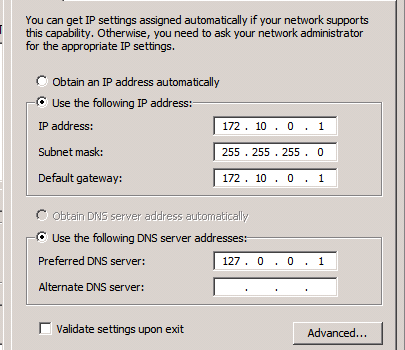 You can get IP settings assigned automatically if your network supports
this capability. Otherwise, you need to ask your network administrator
for the appropriate IP settings.
Obtain an IP address automatically
Use the following IP address:
IP address: 172 . 10 . 0 . 1
Subnet mask: 255 . 255 . 255 . 0
Default gateway: 172 . 10 . 0 . 1
Obtain DNS server address automatically
Use the following DNS server addresses:
Preferred DNS server: 127 . 0 . 0 . 1
Alternate DNS server: . . .
Validate settings upon exit
Advanced...